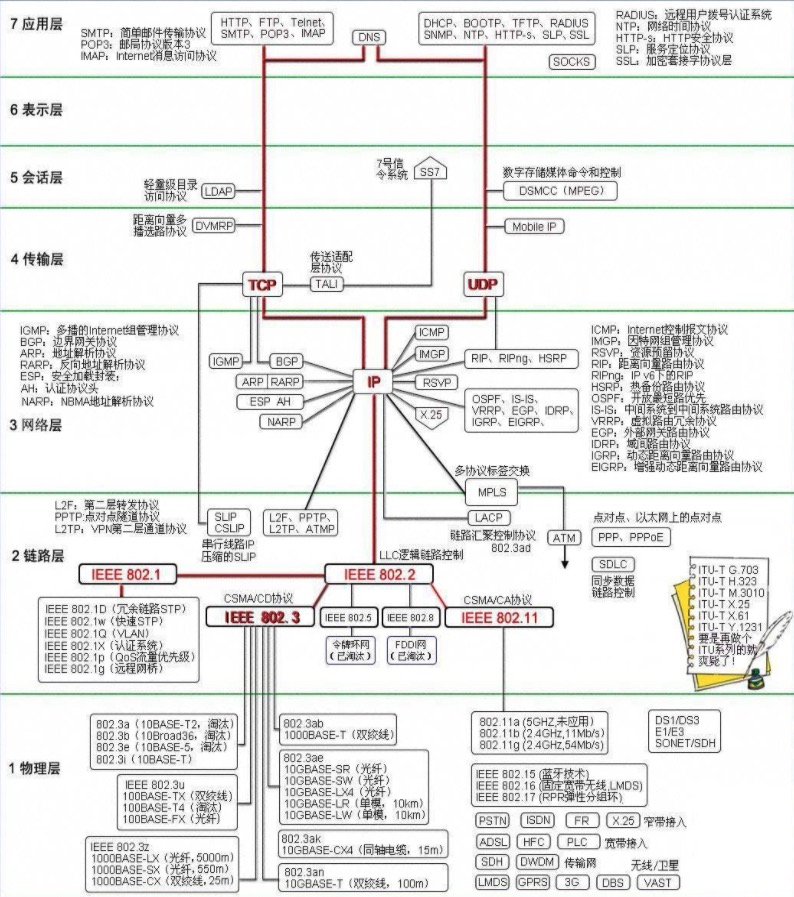 7 应用层
SMTP：简单邮件传输协议
POP3：邮局协议版本3
IMAP：Internet消息访问协议
HTTP、FTP、Telnet、
SMTP、POP3、IMAP
DNS
DHCP、BOOTP、TFTP、RADIUS
SNMP、NTP、HTTP-s、SLP、SSL
SOCKS
RADIUS：远程用户拨号认证系统
NTP：网络时间协议
HTTP-s：HTTP安全协议
SLP：服务定位协议
SSL：加密套接字协议层
6 表示层
5 会话层
轻量级目录
访问协议
LDAP
7号信
令系统
SS7
数字存储媒体命令和控制
DSMCC（MPEG）
4 传输层
距离向量多
播选路协议
DVMRP
传送适配
层协议
TCP
TALI
Mobile IP
UDP
IGMP：多播的Internet组管理协议
BGP：边界网关协议
ARP：地址解析协议
RARP：反向地址解析协议
ESP：安全加载封装；
AH：认证协议头
NARP：NBMA地址解析协议
3 网络层
IGMP
BGP
ARP
RARP
ESP AH
NARP
IP
ICMP
IMGP
RSVP
X.25
RIP、RIPng、HSRP
OSPF、IS-IS、
VRRP、EGP、IDRP、
IGRP、EIGRP、
ICMP：Internet控制报文协议
IMGP：因特网组管理协议
RSVP：资源预留协议
RIP：距离向量路由协议
RIPng：IP v6下的RIP
HSRP：热备份路由协议
OSPF：开放最短路优先
IS-IS：中间系统到中间系统路由协议
VRRP：虚拟路由冗余协议
EGP：外部网关路由协议
IDRP：域间路由协议
IGRP：动态距离向量路由协议
EIGRP：增强动态距离向量路由协议
多协议标签交换
MPLS
L2F：第二层转发协议
PPTP:点对点隧道协议
L2TP：VPN第二层通道协议
SLIP
CSLIP
串行线路IP
压缩的SLIP
L2F、PPTP、
L2TP、ATMP
LACP
链路汇聚控制协议
802.3ad
ATM
点对点、以太网上的点对点
PPP、PPPoE
SDLC
同步数据
链路控制
2 链路层
LLC逻辑链路控制
IEEE 802.1
IEEE 802.2
CSMA/CD协议
CSMA/CA协议
IEEE 802.1D（冗余链路STP）
IEEE 802.1w（快速STP）
IEEE 802.1Q（VLAN）
IEEE 802.1X（认证系统）
IEEE 802.1p（QoS流量优先级）
IEEE 802.1g（远程网桥）
IEEE 802.3
IEEE 802.5
IEEE 802.8
IEEE 802.11
令牌环网
（已淘汰）
FDDI网
（已淘汰）
ITU-T G.703
ITU-T H.323
ITU-T M.3010
ITU-T X.25
ITU-T X.61
ITU-T Y.1231
要是再做个
ITU系列的就
爽毙了！
1 物理层
802.3a（10BASE-T2，淘汰）
802.3b（10Broad36，淘汰）
802.3e（10BASE-5，淘汰）
802.3i（10BASE-T）
IEEE 802.3u
100BASE-TX（双绞线）
100BASE-T4（淘汰）
100BASE-FX（光纤）
IEEE 802.3z
1000BASE-LX（光纤，5000m）
1000BASE-SX（光纤，550m）
1000BASE-CX（双绞线，25m）
802.3ab
1000BASE-T（双绞线）
802.3ae
10GBASE-SR（光纤）
10GBASE-SW（光纤）
10GBASE-LX4（光纤）
10GBASE-LR（单模，10km）
10GBASE-LW（单模，10km）
802.3ak
10GBASE-CX4（同轴电缆，15m）
802.3an
10GBASE-T（双绞线，100m）
802.11a (5GHZ,未应用)
802.11b (2.4GHZ,11Mb/s)
802.11g (2.4GHZ,54Mb/s)
DS1/DS3
E1/E3
SONET/SDH
IEEE 802.15 (蓝牙技术)
IEEE 802.16 (固定宽带无线,LMDS)
IEEE 802.17 (RPR弹性分组环)
PSTN
ISDN
FR
X.25
窄带接入
ADSL
HFC
PLC
宽带接入
SDH
DWDM
传输网
无线/卫星
LMDS
GPRS
3G
DBS
VAST